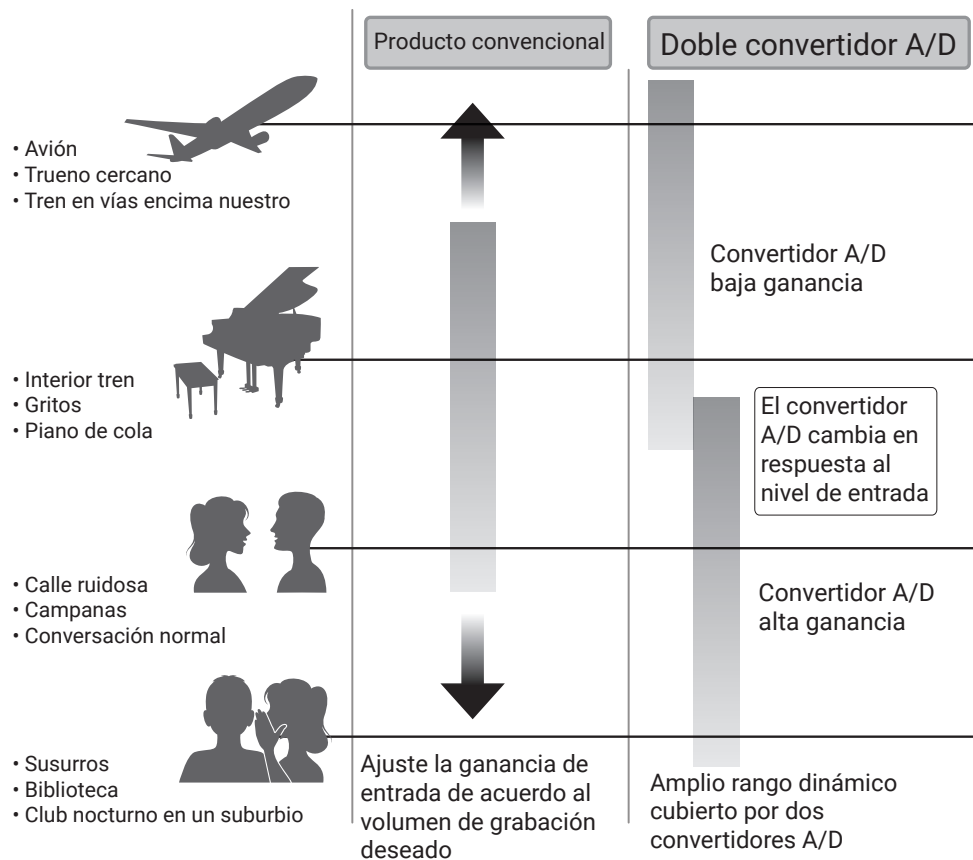 Producto convencional
Doble convertidor A/D
• Avión
• Trueno cercano
• Tren en vías encima nuestro
Convertidor A/D
baja ganancia
• Interior tren
• Gritos
• Piano de cola
El convertidor
A/D cambia en
respuesta al
nivel de entrada
• Calle ruidosa
• Campanas
• Conversación normal
Convertidor A/D
alta ganancia
• Susurros
• Biblioteca
• Club nocturno en un suburbio
Ajuste la ganancia de
entrada de acuerdo al
volumen de grabación
deseado
Amplio rango dinámico
cubierto por dos
convertidores A/D